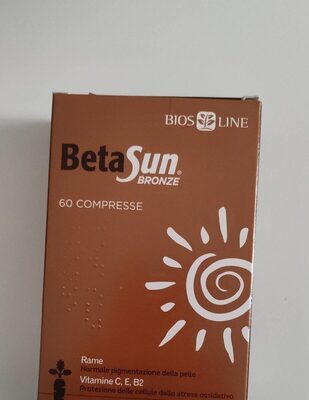 BIOS LINE
BetaSun®
BRONZE
60 COMPRESSE
Rame
Normale pigmentazione della pelle
Vitamine C, E, B2
Protezione delle cellule dallo stress ossidativo